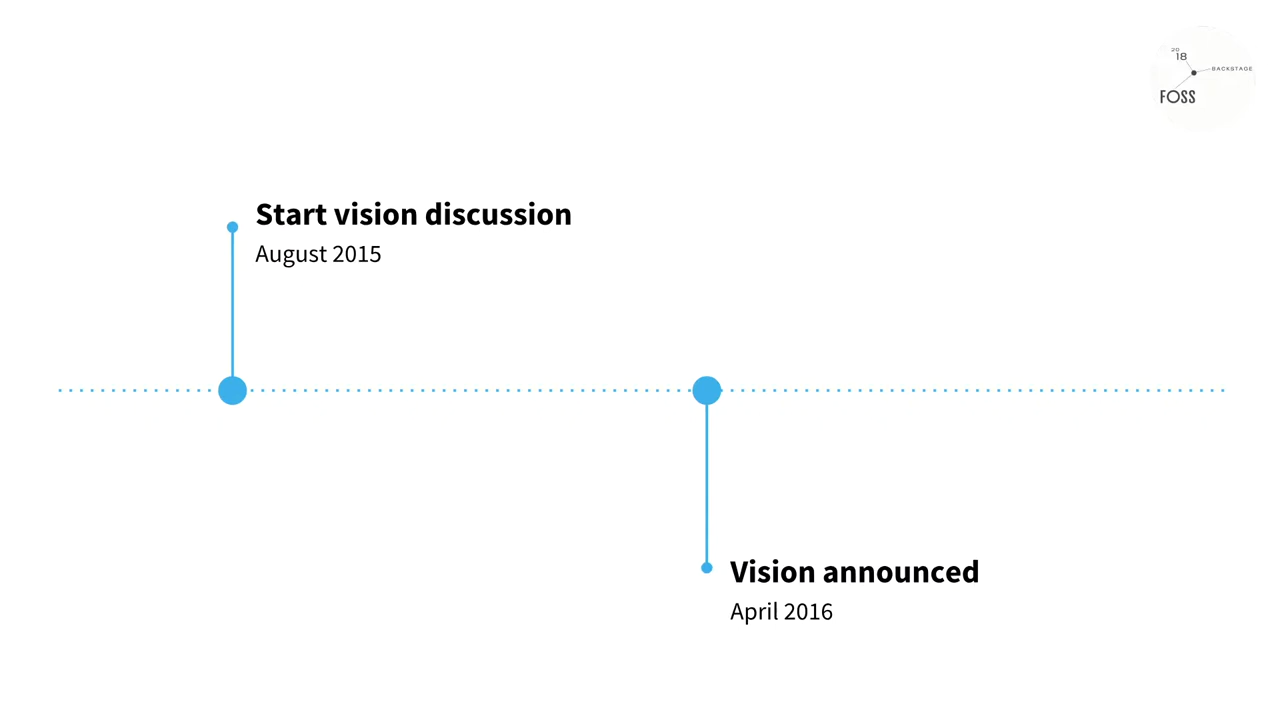 20
18
BACKSTAGE
FOSS
Start vision discussion
August 2015
Vision announced
April 2016